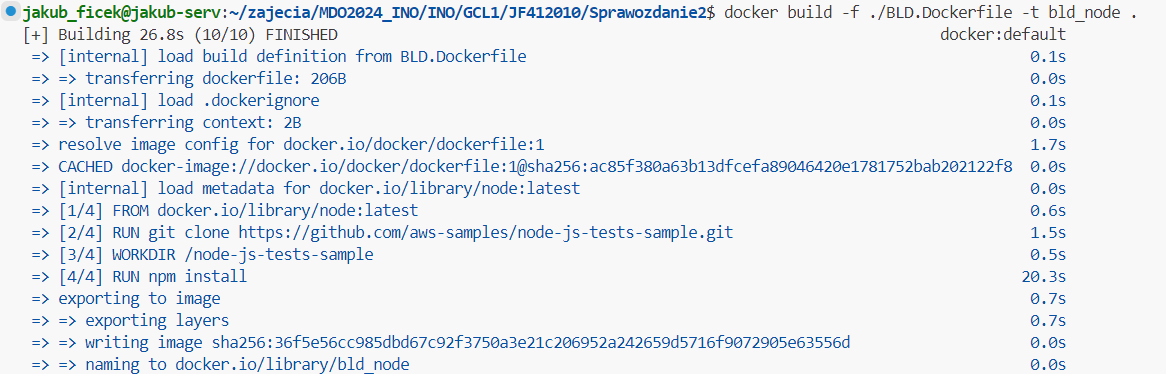 jakub_ficek@jakub-serv:~/zajecia/MDO2024_INO/INO/GCL1/JF412010/Sprawozdanie2$ docker build -f ./BLD.Dockerfile -t bld_node .
[+] Building 26.8s (10/10) FINISHED docker:default
=> [internal] load build definition from BLD.Dockerfile 0.1s
=> => transferring dockerfile: 206B 0.0s
=> [internal] load .dockerignore 0.1s
=> => transferring context: 2B 0.0s
=> resolve image config for docker.io/docker/dockerfile:1 1.7s
=> CACHED docker-image://docker.io/docker/dockerfile:1@sha256:ac85f380a63b13dfcefa89046420e1781752bab202122f8 0.0s
=> [internal] load metadata for docker.io/library/node:latest 0.0s
=> [1/4] FROM docker.io/library/node:latest 0.6s
=> [2/4] RUN git clone https://github.com/aws-samples/node-js-tests-sample.git 1.5s
=> [3/4] WORKDIR /node-js-tests-sample 0.5s
=> [4/4] RUN npm install 20.3s
=> exporting to image 0.7s
=> => exporting layers 0.7s
=> => writing image sha256:36f5e56cc985dbd67c92f3750a3e21c206952a242659d5716f9072905e63556d 0.0s
=> => naming to docker.io/library/bld_node 0.0s